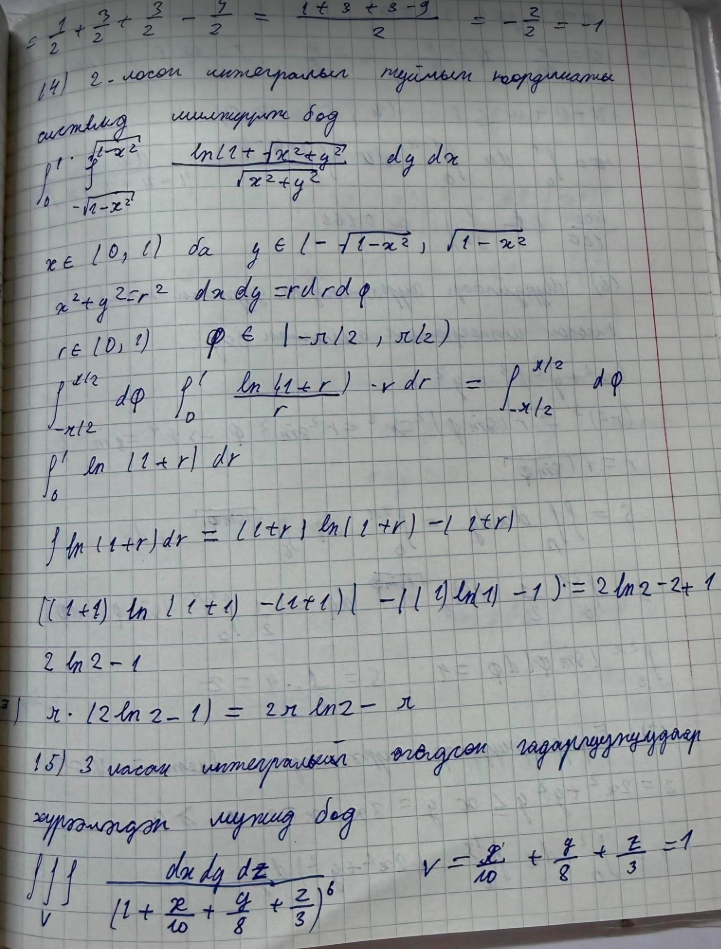 = 1/2 + 3/2 + 3/2 - 9/2 = (1+3+3-9)/2 = -2/2 = -1
14) 2-лосон интегралыг туйлын координаты
системд шилжүүлж бод
∫₀¹ ∫_{-√(1-x²)}^{√(1-x²)} ln(1+√(x²+y²))/√(x²+y²) dy dx
x ∈ (0, 1) ба y ∈ (-√(1-x²), √(1-x²)
x²+y²=r² dx dy = r dr dφ
r ∈ (0, 1) φ ∈ (-π/2, π/2)
∫_{-π/2}^{π/2} dφ ∫₀¹ ln(1+r)/r · r dr = ∫_{-π/2}^{π/2} dφ
∫₀¹ ln (1+r) dr
∫ ln (1+r) dr = (1+r) ln(1+r) - (1+r)
((1+1) ln (1+1) - (1+1)) - ((1) ln(1) - 1) = 2 ln 2 - 2 + 1
2 ln 2 - 1
π · (2 ln 2 - 1) = 2π ln 2 - π
15) 3 лосон интегралыг өгөгдсөн гадаргуунуудаар
хүрээлэгдэх мужид бод
∫∫∫_V dx dy dz/(1 + x/10 + y/8 + z/3)⁶ V = x/10 + y/8 + z/3 = 1